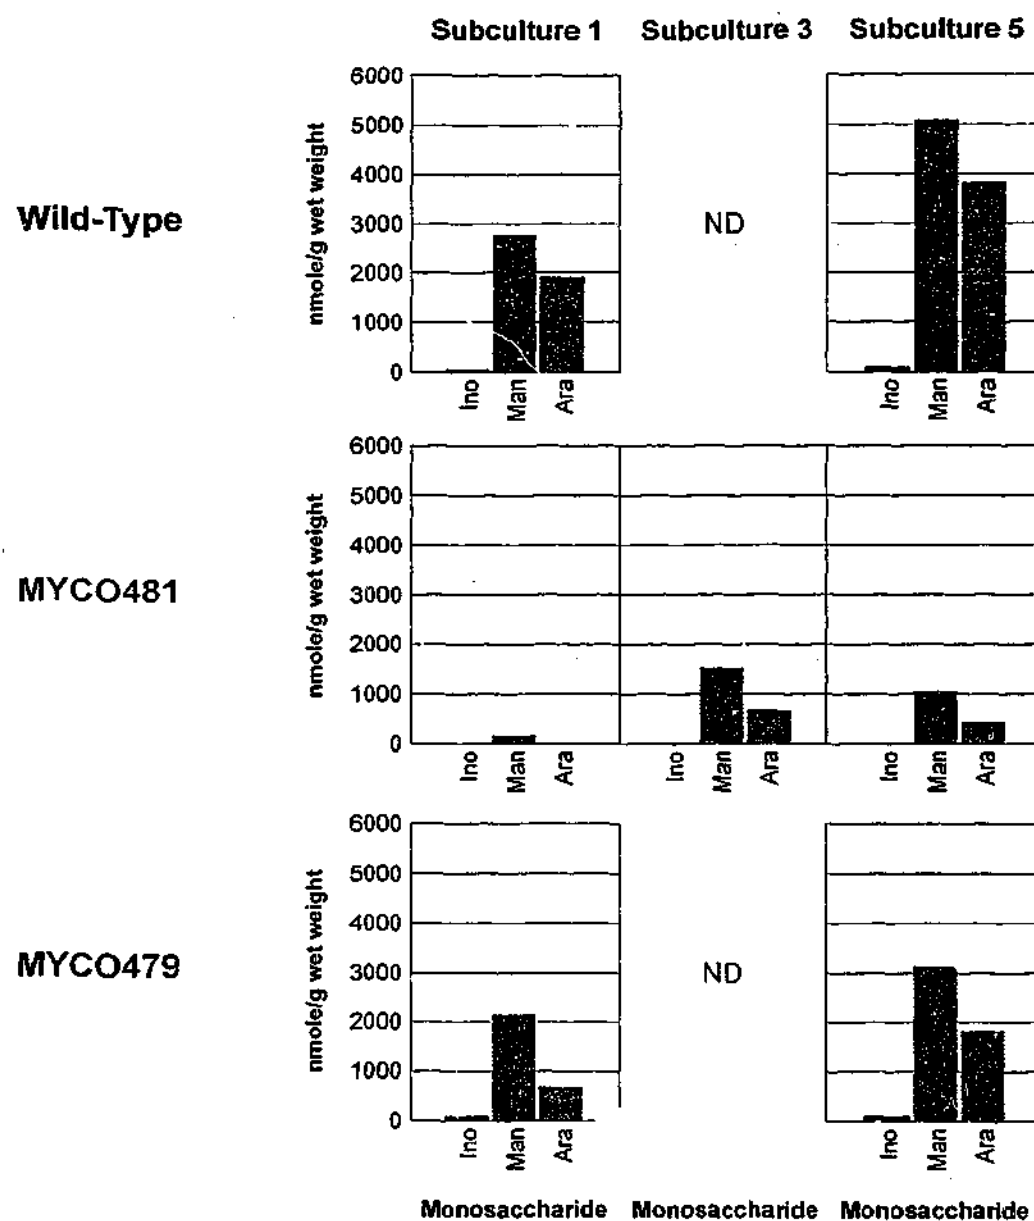 Subculture 1 Subculture 3 Subculture 5
Wild-Type
nmole/g wet weight
6000
5000
4000
3000
2000
1000
0
Ino Man Ara
ND
Ino Man Ara
MYCO481
nmole/g wet weight
6000
5000
4000
3000
2000
1000
0
Ino Man Ara
Ino Man Ara
Ino Man Ara
MYCO479
nmole/g wet weight
6000
5000
4000
3000
2000
1000
0
Ino Man Ara
ND
Ino Man Ara
Monosaccharide Monosaccharide Monosaccharide